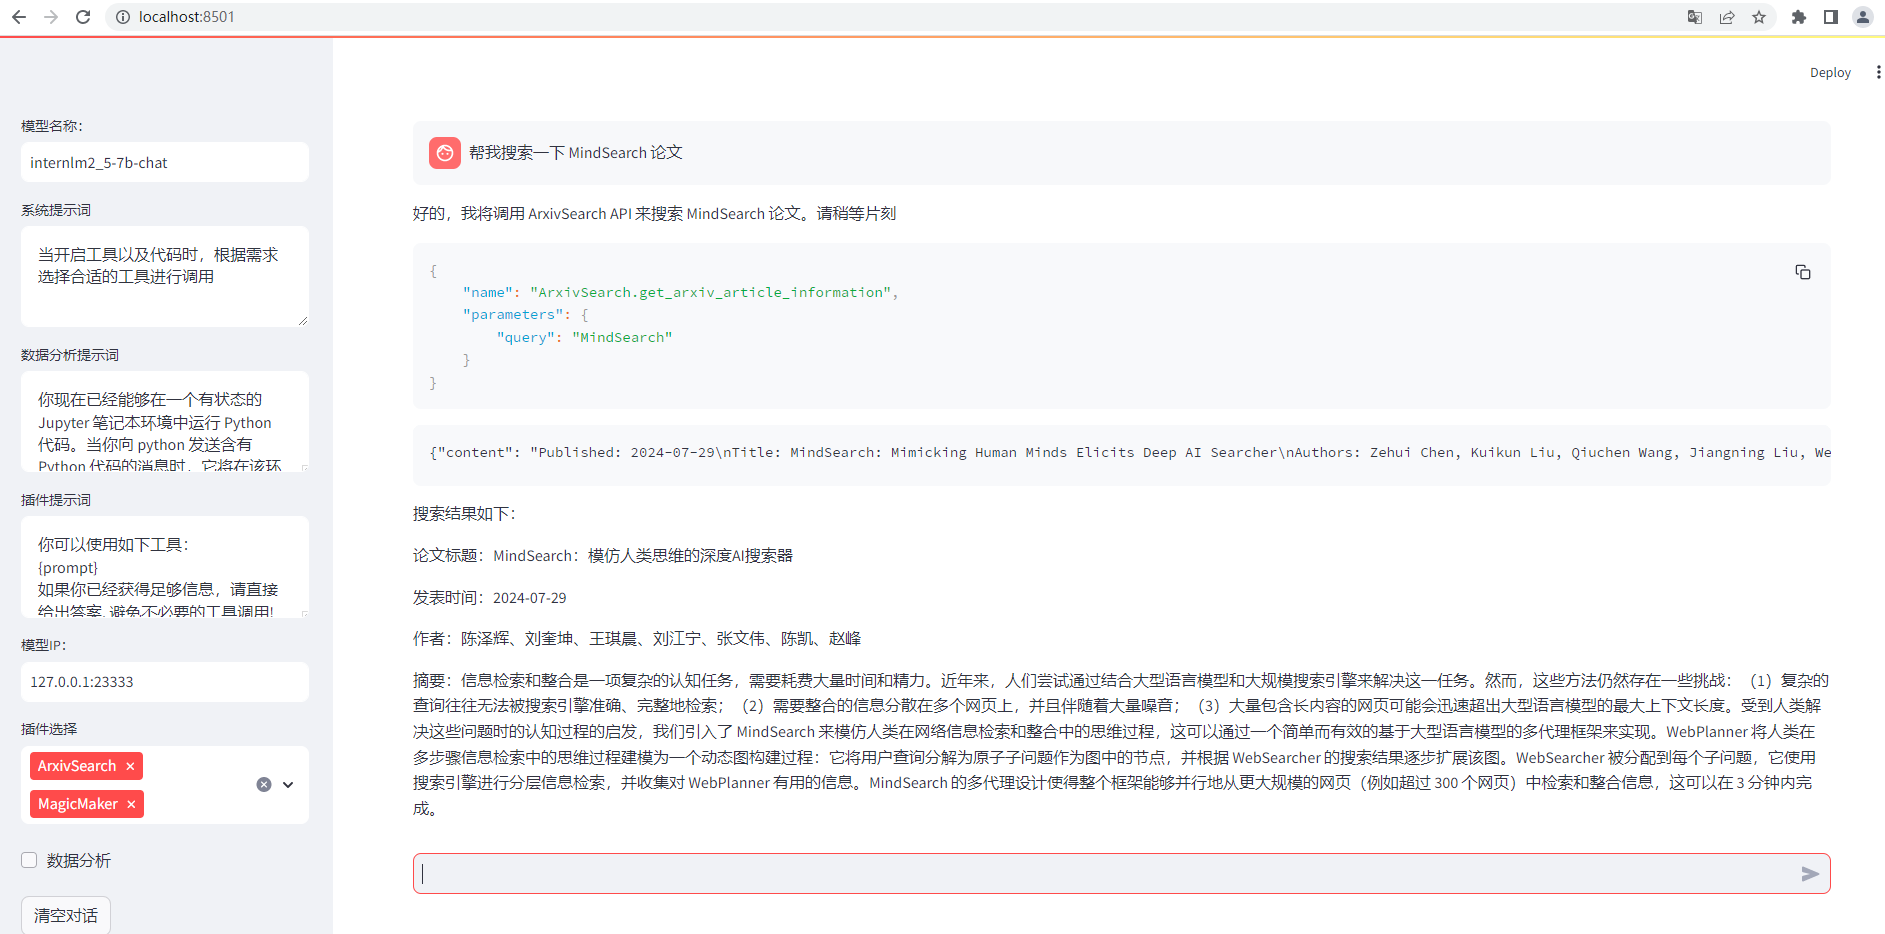 localhost:8501
Deploy
模型名称：
internlm2_5-7b-chat
系统提示词
当开启工具以及代码时，根据需求
选择合适的工具进行调用
数据分析提示词
你现在已经能够在一个有状态的
Jupyter 笔记本环境中运行 Python
代码。当你向 python 发送含有
Python 代码的消息时，它将在该环
插件提示词
你可以使用如下工具：
{prompt}
如果你已经获得足够信息，请直接
给出答案. 避免不必要的工具调用!
模型IP：
127.0.0.1:23333
插件选择
ArxivSearch ×
MagicMaker ×
数据分析
清空对话
帮我搜索一下 MindSearch 论文
好的，我将调用 ArxivSearch API 来搜索 MindSearch 论文。请稍等片刻
{
    "name": "ArxivSearch.get_arxiv_article_information",
    "parameters": {
        "query": "MindSearch"
    }
}
{"content": "Published: 2024-07-29\nTitle: MindSearch: Mimicking Human Minds Elicits Deep AI Searcher\nAuthors: Zehui Chen, Kuikun Liu, Qiuchen Wang, Jiangning Liu, We
搜索结果如下：
论文标题：MindSearch：模仿人类思维的深度AI搜索器
发表时间：2024-07-29
作者：陈泽辉、刘奎坤、王琪晨、刘江宁、张文伟、陈凯、赵峰
摘要：信息检索和整合是一项复杂的认知任务，需要耗费大量时间和精力。近年来，人们尝试通过结合大型语言模型和大规模搜索引擎来解决这一任务。然而，这些方法仍然存在一些挑战：（1）复杂的
查询往往无法被搜索引擎准确、完整地检索；（2）需要整合的信息分散在多个网页上，并且伴随着大量噪音；（3）大量包含长内容的网页可能会迅速超出大型语言模型的最大上下文长度。受到人类解
决这些问题时的认知过程的启发，我们引入了 MindSearch 来模仿人类在网络信息检索和整合中的思维过程，这可以通过一个简单而有效的基于大型语言模型的多代理框架来实现。WebPlanner 将人类在
多步骤信息检索中的思维过程建模为一个动态图构建过程：它将用户查询分解为原子子问题作为图中的节点，并根据 WebSearcher 的搜索结果逐步扩展该图。WebSearcher 被分配到每个子问题，它使用
搜索引擎进行分层信息检索，并收集对 WebPlanner 有用的信息。MindSearch 的多代理设计使得整个框架能够并行地从更大规模的网页（例如超过 300 个网页）中检索和整合信息，这可以在 3 分钟内完
成。